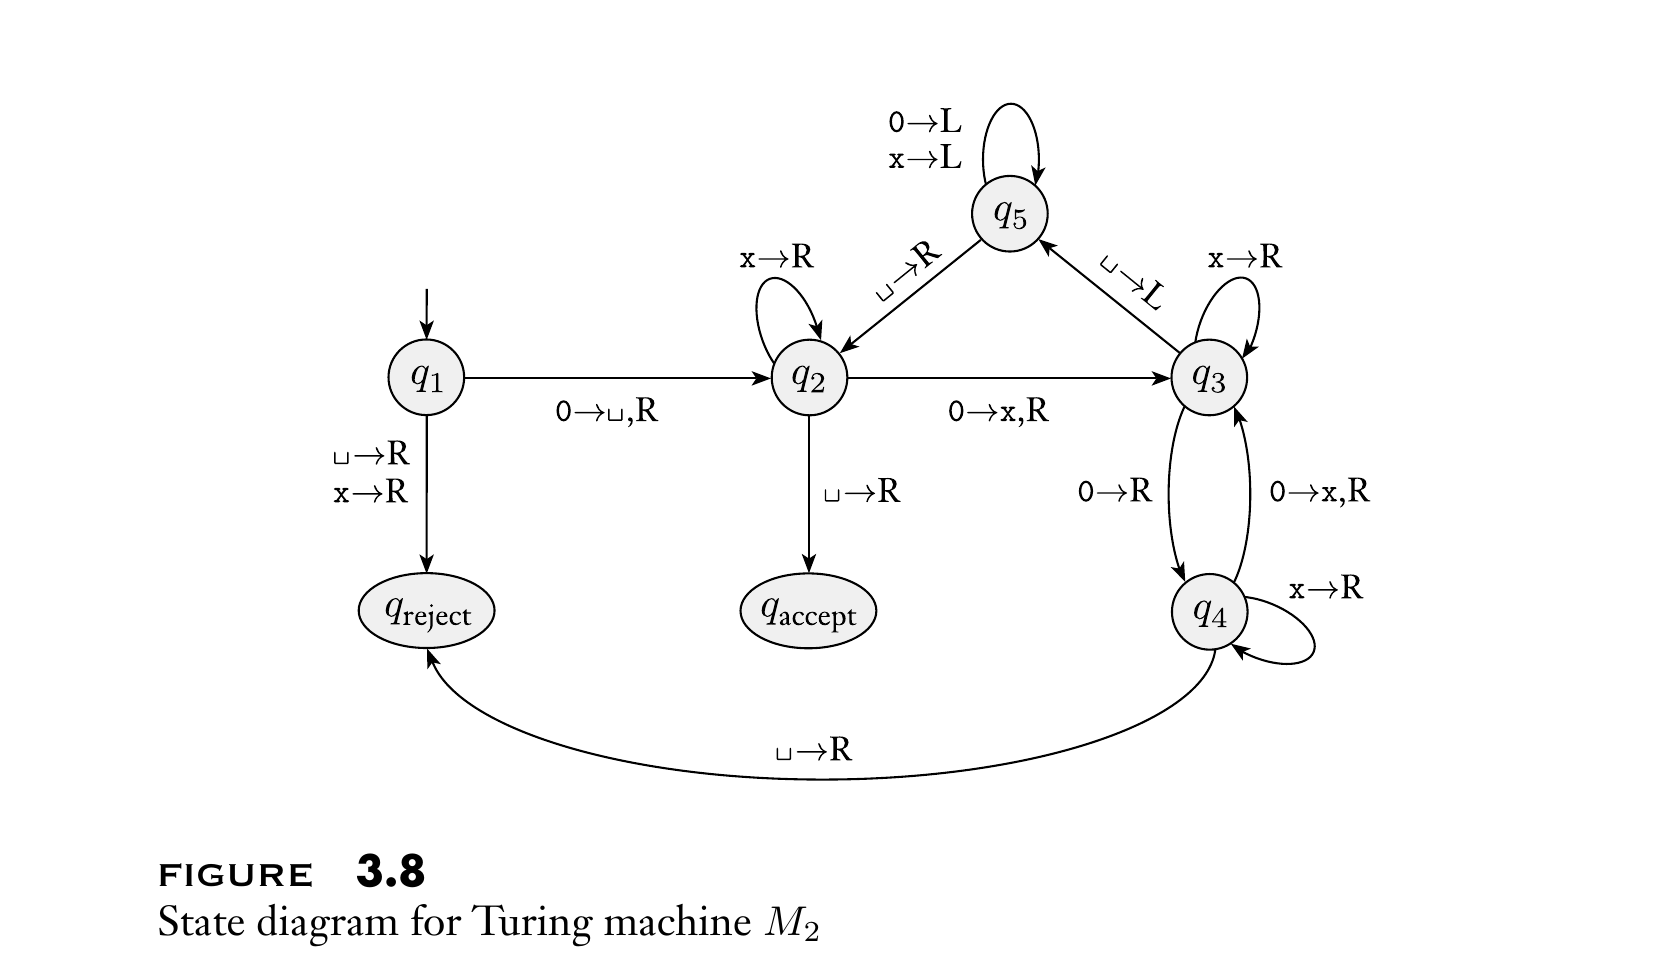 0→L
x→L
q5
x→R
␣→R
␣→L
x→R
q1
q2
q3
0→␣,R
0→x,R
␣→R
x→R
␣→R
0→R
0→x,R
x→R
qreject
qaccept
q4
␣→R
FIGURE 3.8
State diagram for Turing machine M2